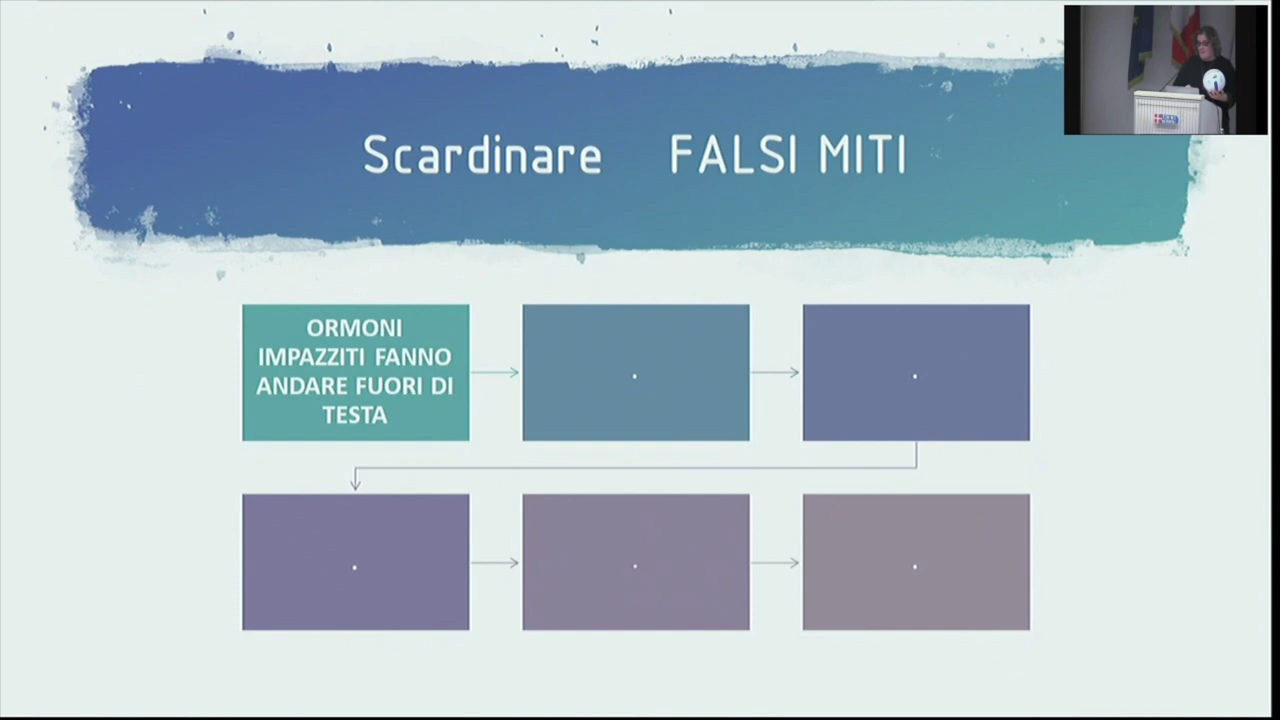 Scardinare FALSI MITI
ORMONI
IMPAZZITI FANNO
ANDARE FUORI DI
TESTA
.
.
.
.
.